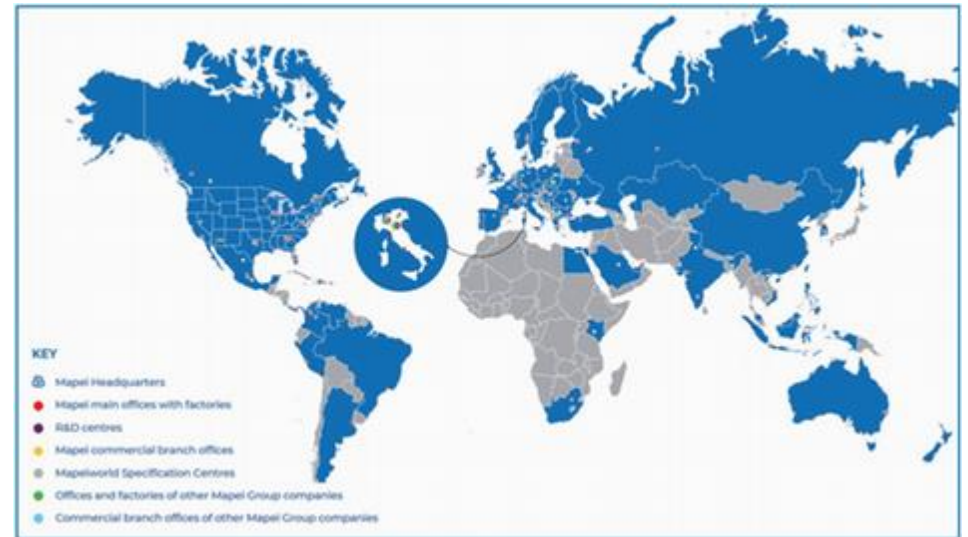 KEY
Mapei Headquarters
Mapei main offices with factories
R&D centres
Mapei commercial branch offices
Mapeiworld Specification Centres
Offices and factories of other Mapei Group companies
Commercial branch offices of other Mapei Group companies